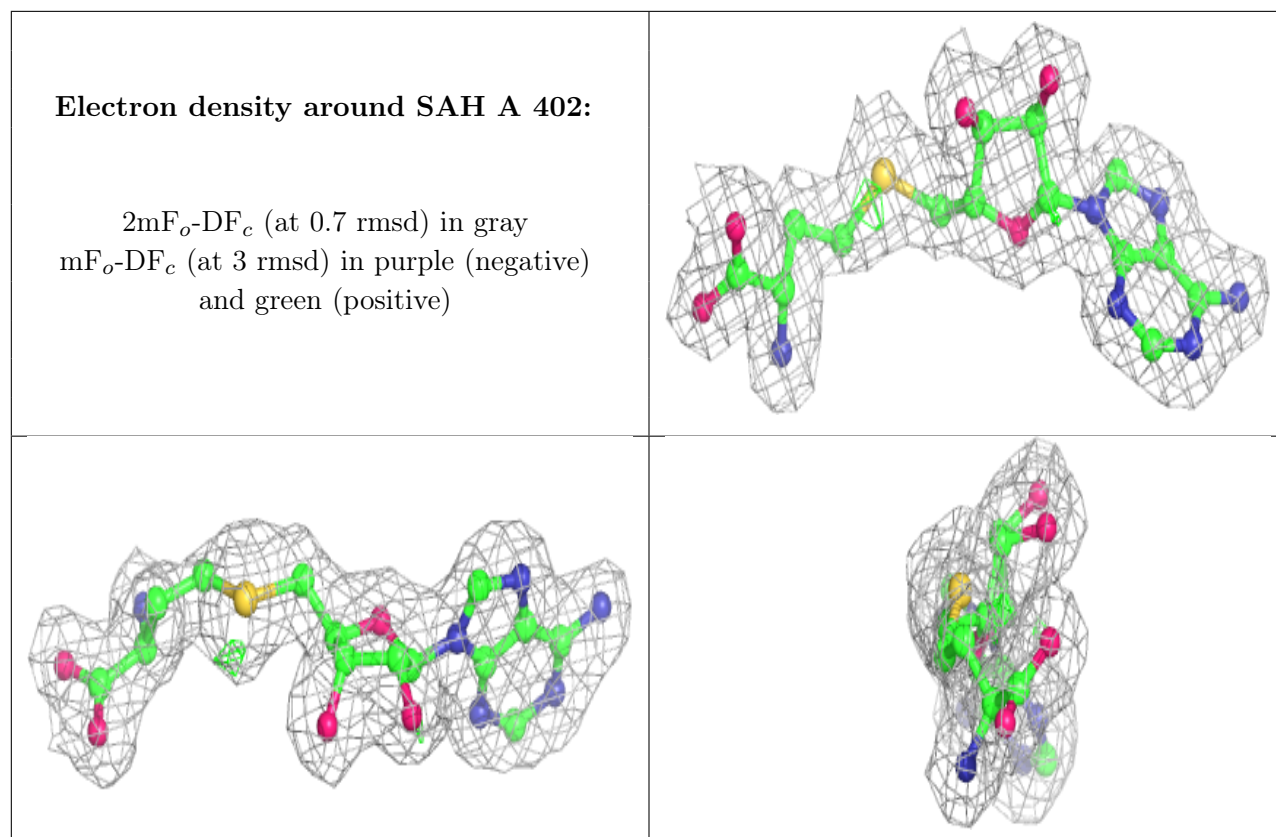 Electron density around SAH A 402:
2mFₒ-DF𝒸 (at 0.7 rmsd) in gray
mFₒ-DF𝒸 (at 3 rmsd) in purple (negative)
and green (positive)